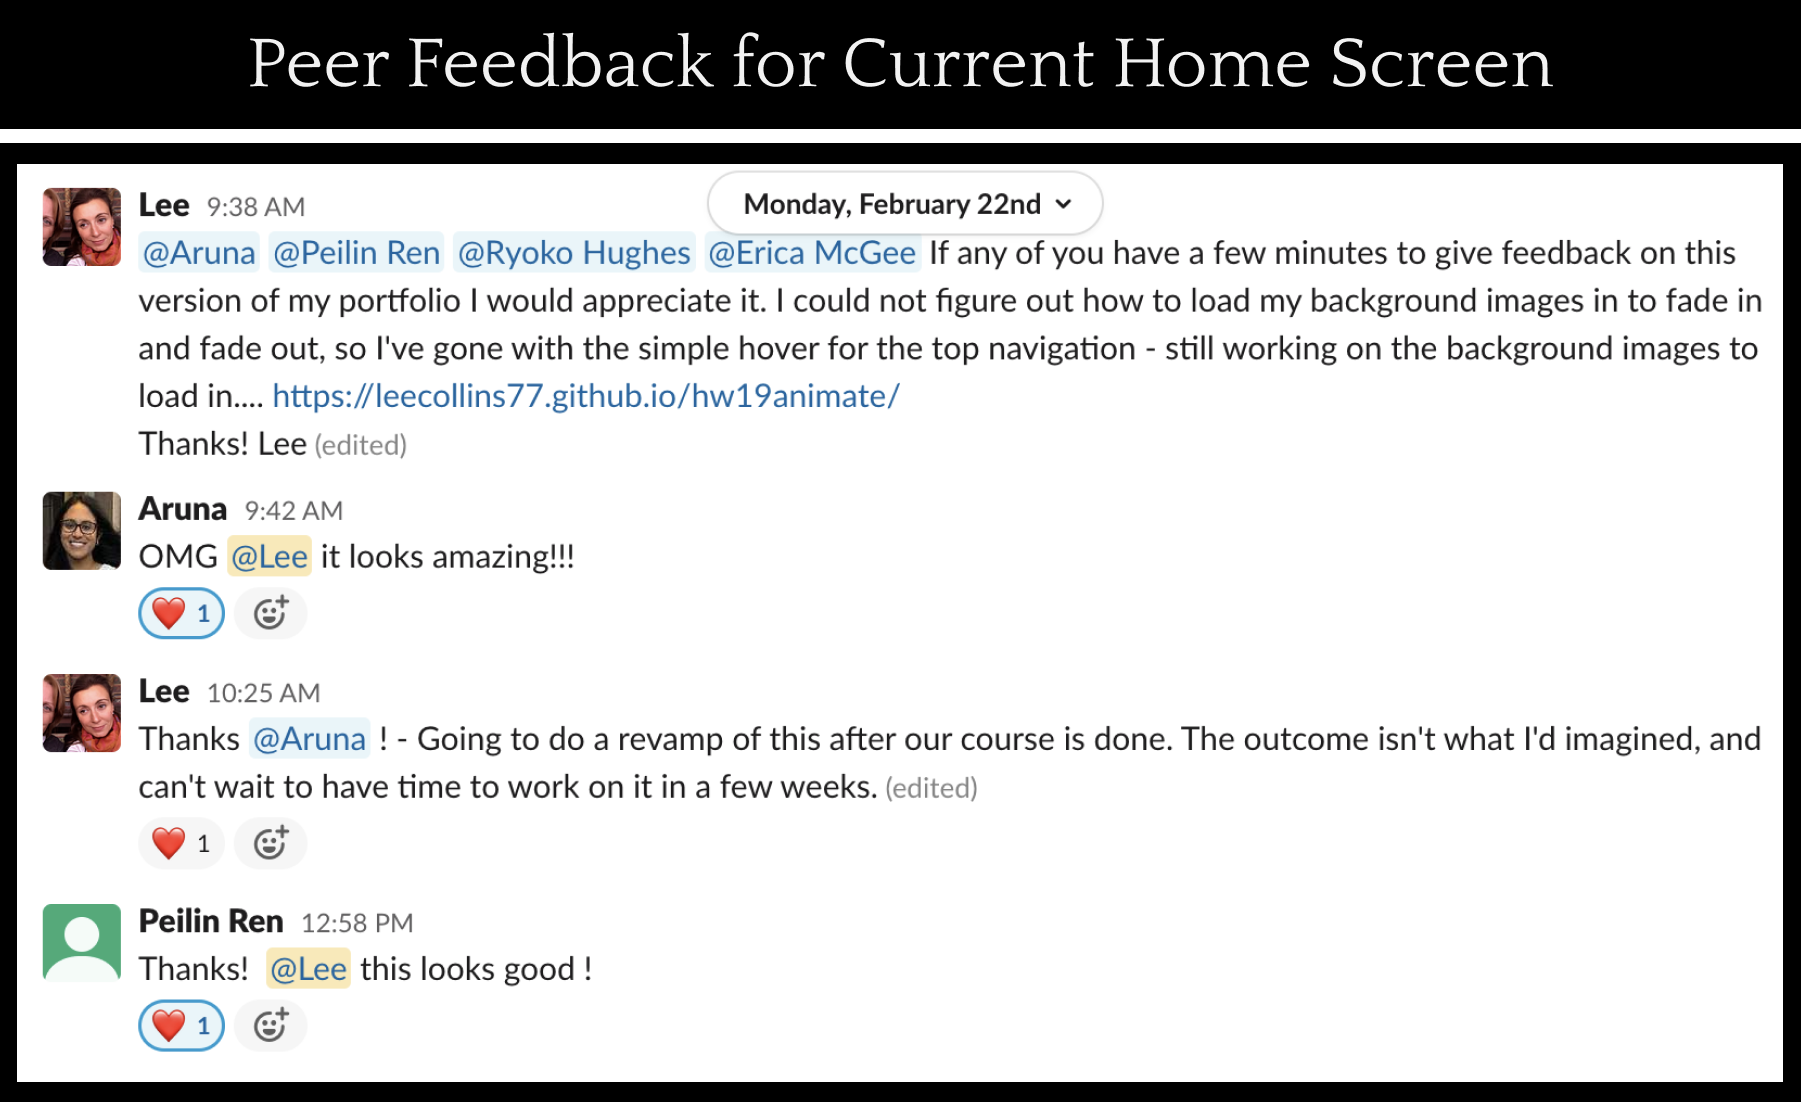 Peer Feedback for Current Home Screen
Monday, February 22nd
Lee 9:38 AM
@Aruna @Peilin Ren @Ryoko Hughes @Erica McGee If any of you have a few minutes to give feedback on this
version of my portfolio I would appreciate it. I could not figure out how to load my background images in to fade in
and fade out, so I've gone with the simple hover for the top navigation - still working on the background images to
load in.... https://leecollins77.github.io/hw19animate/
Thanks! Lee (edited)
Aruna 9:42 AM
OMG @Lee it looks amazing!!!
❤️ 1
Lee 10:25 AM
Thanks @Aruna ! - Going to do a revamp of this after our course is done. The outcome isn't what I'd imagined, and
can't wait to have time to work on it in a few weeks. (edited)
❤️ 1
Peilin Ren 12:58 PM
Thanks! @Lee this looks good !
❤️ 1